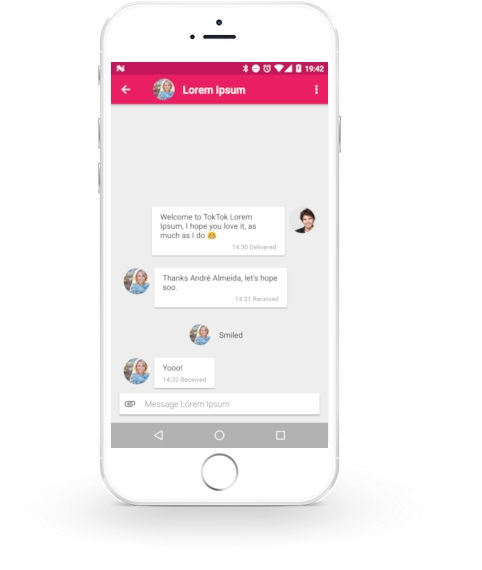 19:42
Lorem Ipsum
Welcome to TokTok Lorem
Ipsum, I hope you love it, as
much as I do 😊
14:30 Delivered
Thanks André Almeida, let's hope
soo.
14:31 Received
Smiled
Yooo!
14:32 Received
Message Lorem Ipsum